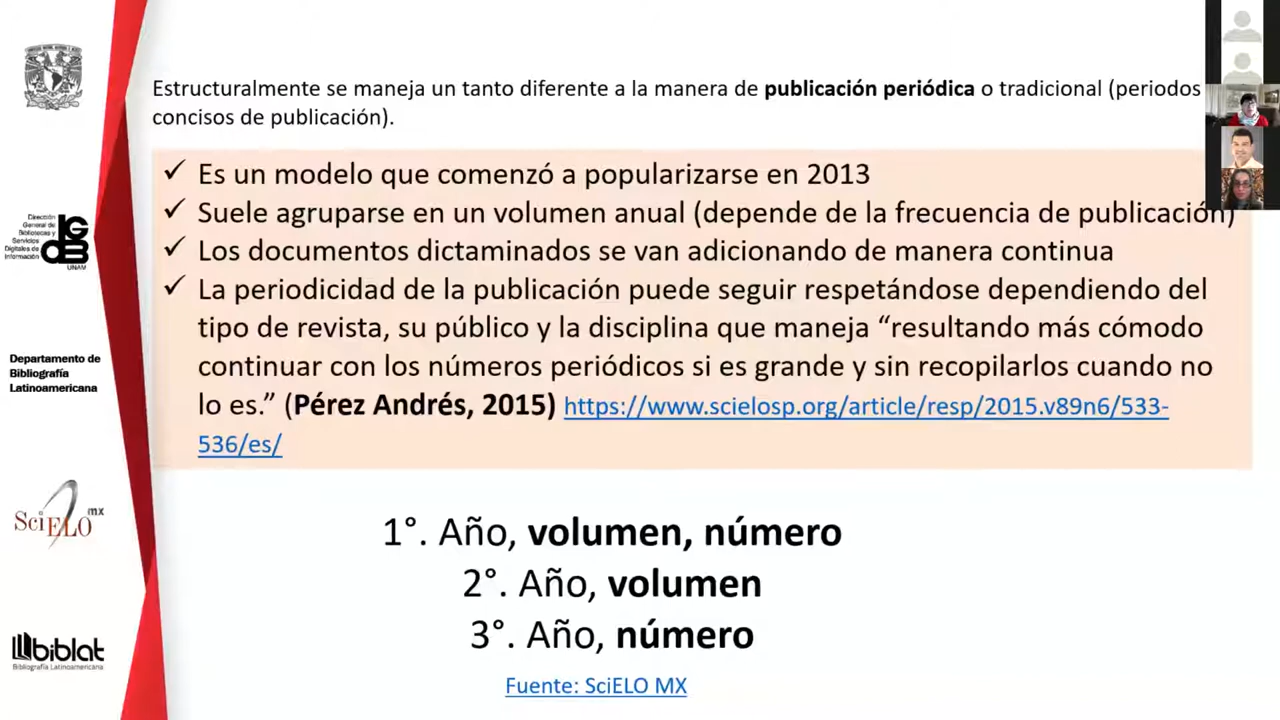 Estructuralmente se maneja un tanto diferente a la manera de publicación periódica o tradicional (periodos
concisos de publicación).
✓ Es un modelo que comenzó a popularizarse en 2013
✓ Suele agruparse en un volumen anual (depende de la frecuencia de publicación)
✓ Los documentos dictaminados se van adicionando de manera continua
✓ La periodicidad de la publicación puede seguir respetándose dependiendo del
tipo de revista, su público y la disciplina que maneja “resultando más cómodo
continuar con los números periódicos si es grande y sin recopilarlos cuando no
lo es.” (Pérez Andrés, 2015) https://www.scielosp.org/article/resp/2015.v89n6/533-
536/es/
1°. Año, volumen, número
2°. Año, volumen
3°. Año, número
Fuente: SciELO MX
Dirección
General de
Bibliotecas y
Servicios
Digitales de
Información
DGB
UNAM
Departamento de
Bibliografía
Latinoamericana
SciELO mx
biblat
Bibliografía Latinoamericana